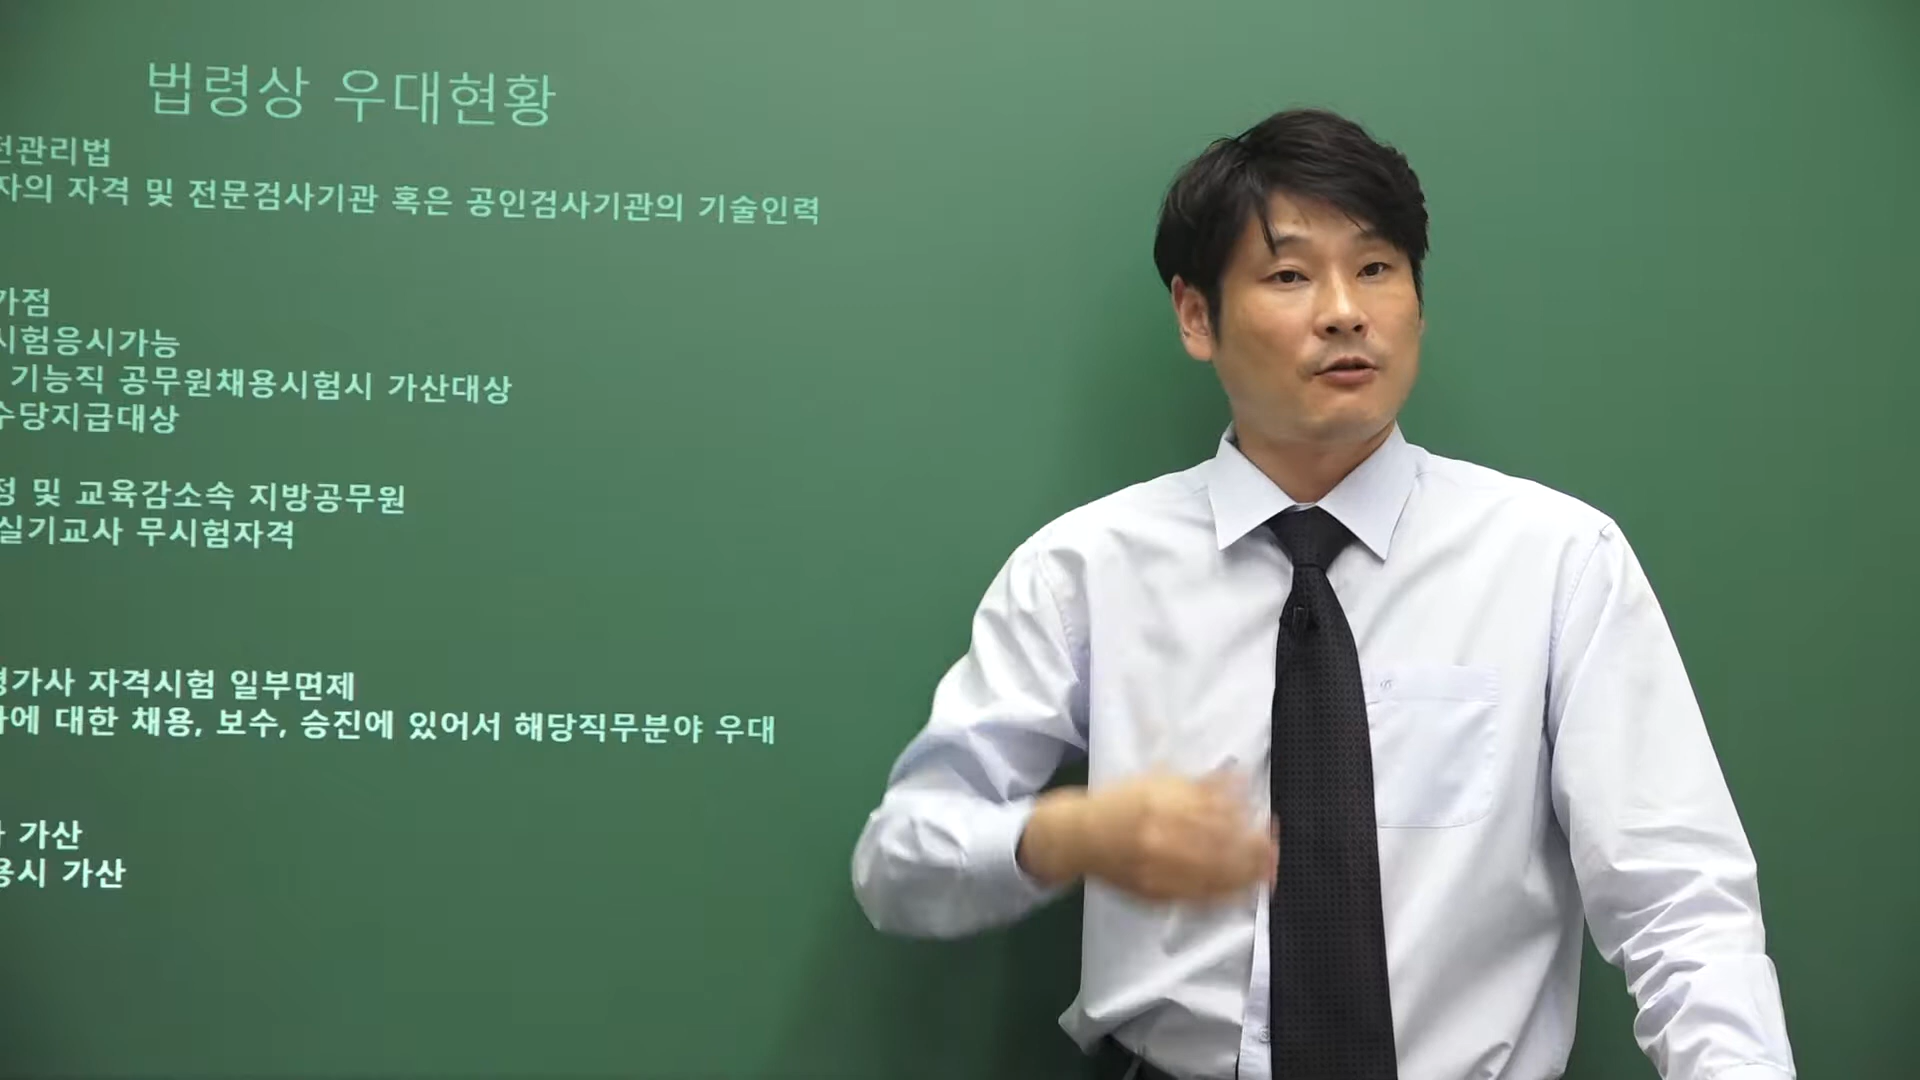 법령상 우대현황
전관리법
자의 자격 및 전문검사기관 혹은 공인검사기관의 기술인력
가점
시험응시가능
기능직 공무원채용시험시 가산대상
수당지급대상
정 및 교육감소속 지방공무원
실기교사 무시험자격
평가사 자격시험 일부면제
에 대한 채용, 보수, 승진에 있어서 해당직무분야 우대
가산
용시 가산